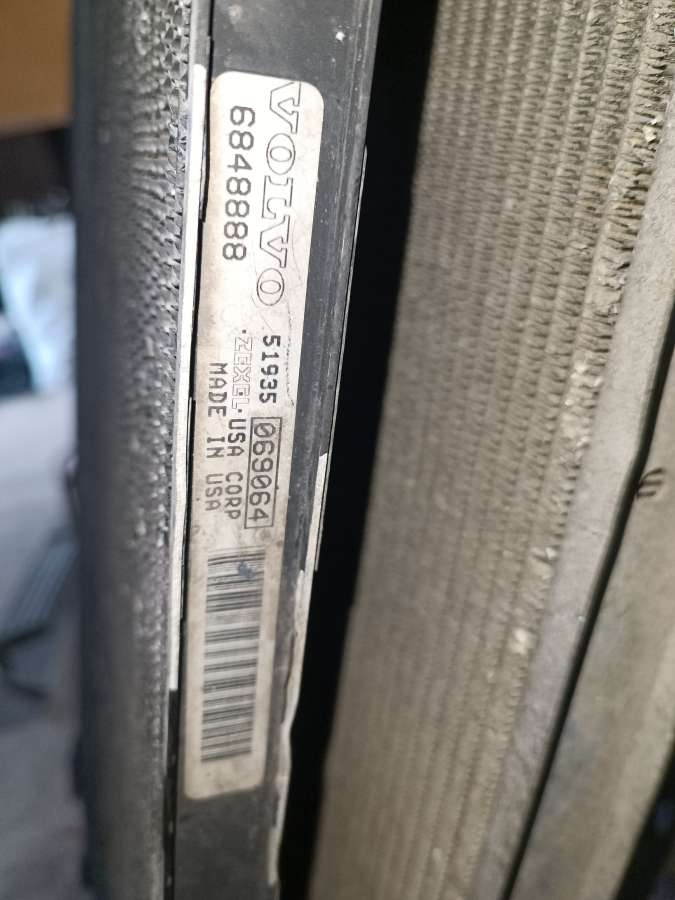 VOLVO
6848888
51935 069064
·ZEXEL· USA CORP
MADE IN USA